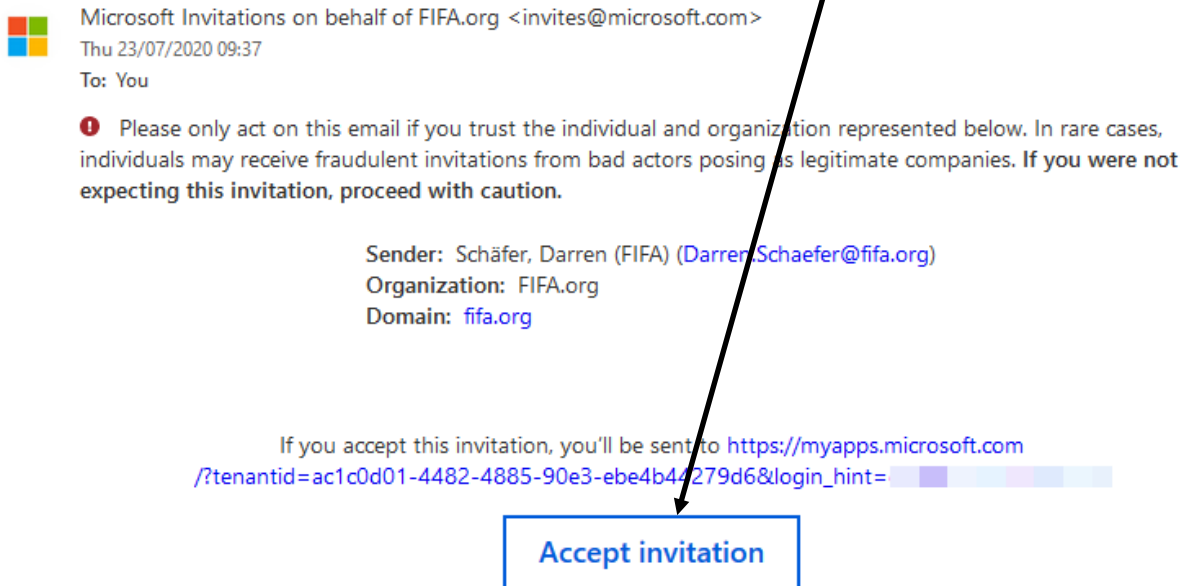 Microsoft Invitations on behalf of FIFA.org <invites@microsoft.com>
Thu 23/07/2020 09:37
To: You
Please only act on this email if you trust the individual and organization represented below. In rare cases,
individuals may receive fraudulent invitations from bad actors posing as legitimate companies. If you were not
expecting this invitation, proceed with caution.
Sender: Schäfer, Darren (FIFA) (Darren.Schaefer@fifa.org)
Organization: FIFA.org
Domain: fifa.org
If you accept this invitation, you'll be sent to https://myapps.microsoft.com
/?tenantid=ac1c0d01-4482-4885-90e3-ebe4b44279d6&login_hint=
Accept invitation